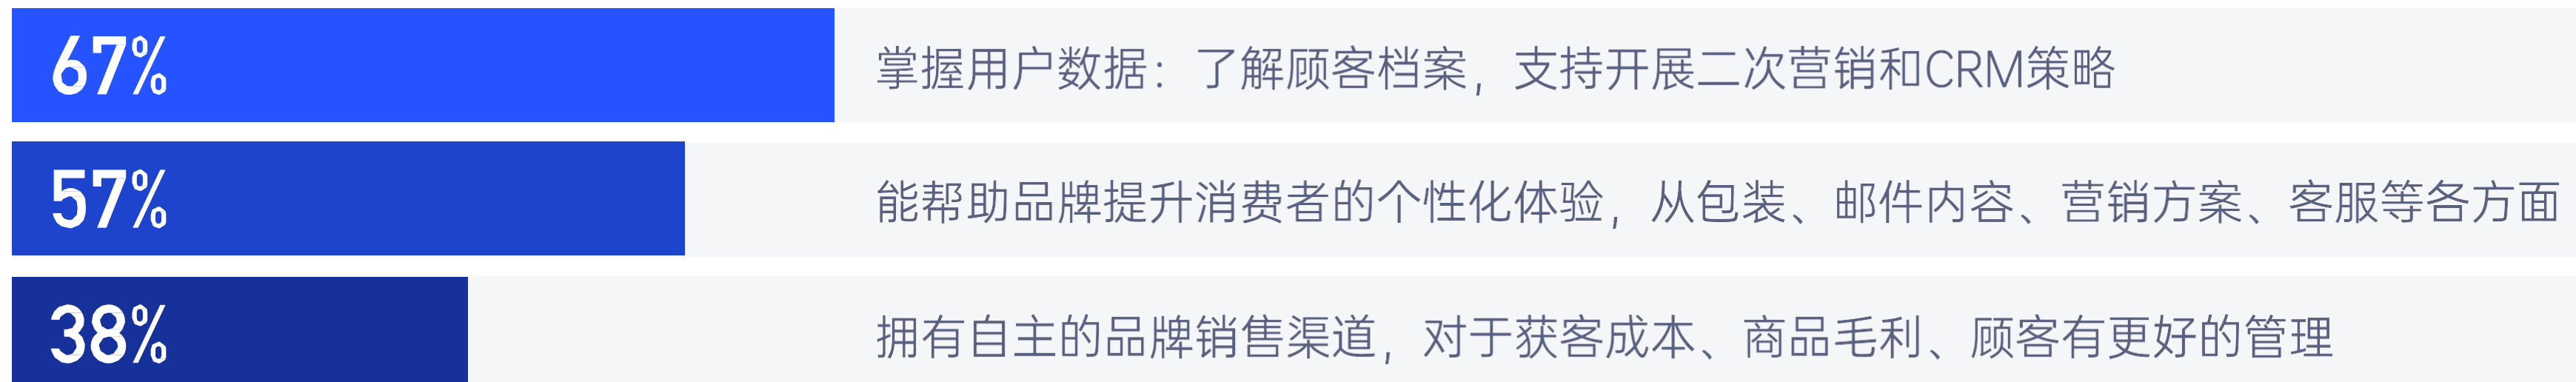 67% 掌握用户数据：了解顾客档案，支持开展二次营销和CRM策略
57% 能帮助品牌提升消费者的个性化体验，从包装、邮件内容、营销方案、客服等各方面
38% 拥有自主的品牌销售渠道，对于获客成本、商品毛利、顾客有更好的管理